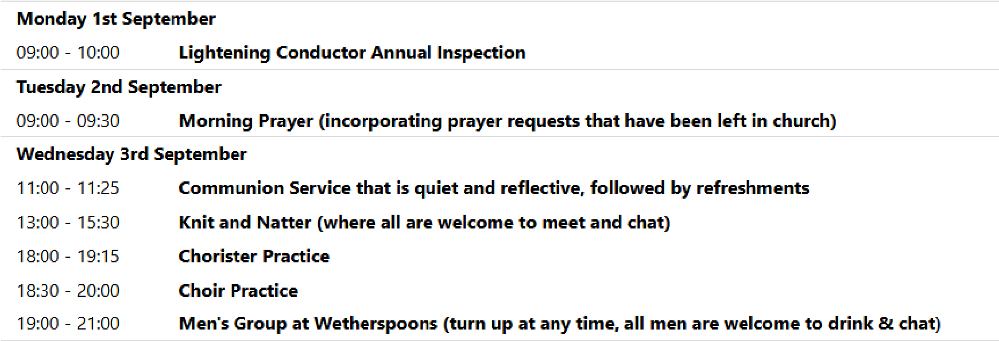 Monday 1st September
09:00 - 10:00 Lightening Conductor Annual Inspection
Tuesday 2nd September
09:00 - 09:30 Morning Prayer (incorporating prayer requests that have been left in church)
Wednesday 3rd September
11:00 - 11:25 Communion Service that is quiet and reflective, followed by refreshments
13:00 - 15:30 Knit and Natter (where all are welcome to meet and chat)
18:00 - 19:15 Chorister Practice
18:30 - 20:00 Choir Practice
19:00 - 21:00 Men's Group at Wetherspoons (turn up at any time, all men are welcome to drink & chat)